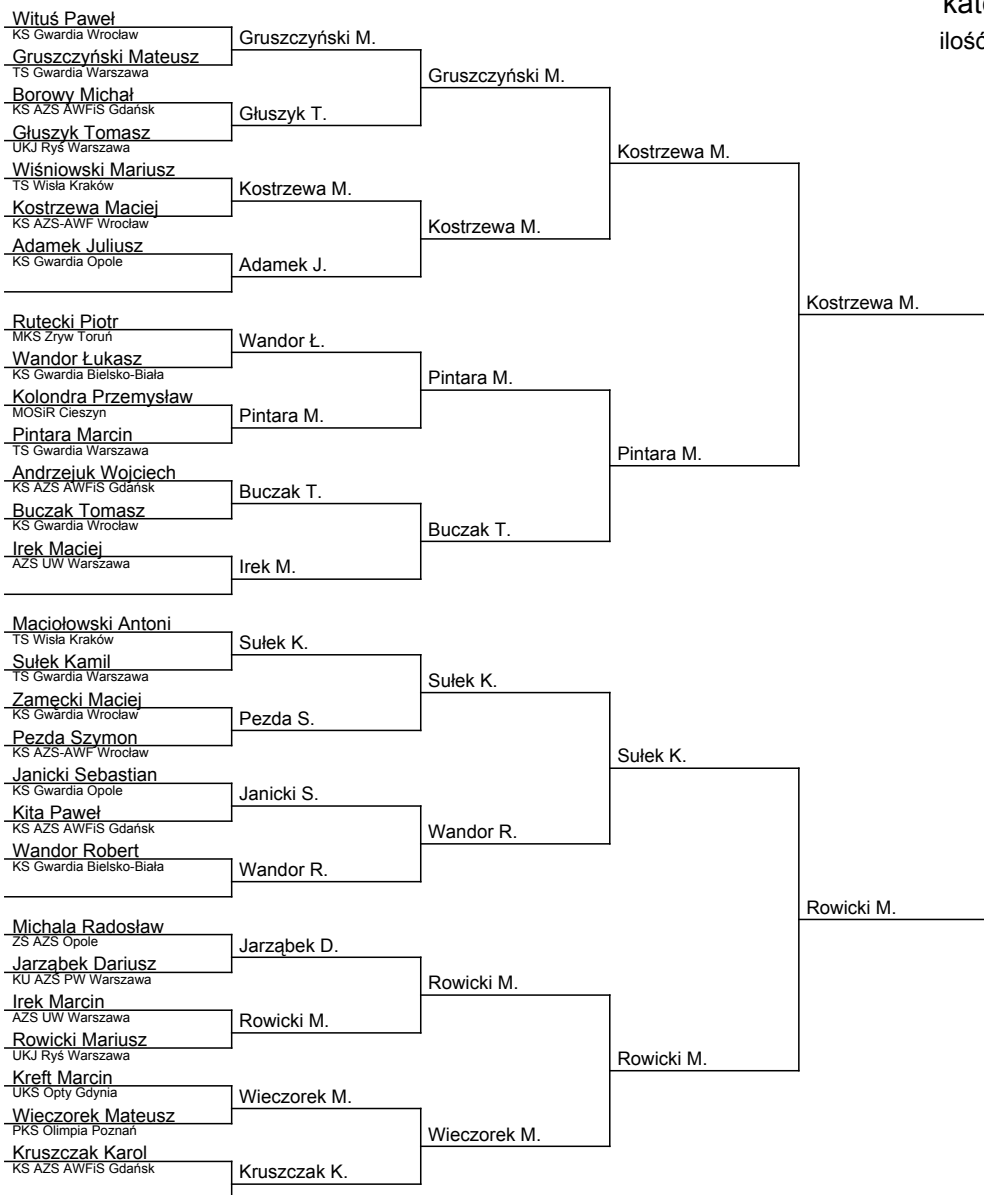 Wituś Paweł
KS Gwardia Wrocław
Gruszczyński Mateusz
TS Gwardia Warszawa
Borowy Michał
KS AZS AWFiS Gdańsk
Głuszyk Tomasz
UKJ Ryś Warszawa
Wiśniowski Mariusz
TS Wisła Kraków
Kostrzewa Maciej
KS AZS-AWF Wrocław
Adamek Juliusz
KS Gwardia Opole
Rutecki Piotr
MKS Zryw Toruń
Wandor Łukasz
KS Gwardia Bielsko-Biała
Kolondra Przemysław
MOSiR Cieszyn
Pintara Marcin
TS Gwardia Warszawa
Andrzejuk Wojciech
KS AZS AWFiS Gdańsk
Buczak Tomasz
KS Gwardia Wrocław
Irek Maciej
AZS UW Warszawa
Maciołowski Antoni
TS Wisła Kraków
Sułek Kamil
TS Gwardia Warszawa
Zamęcki Maciej
KS Gwardia Wrocław
Pezda Szymon
KS AZS-AWF Wrocław
Janicki Sebastian
KS Gwardia Opole
Kita Paweł
KS AZS AWFiS Gdańsk
Wandor Robert
KS Gwardia Bielsko-Biała
Michala Radosław
ZŚ AZS Opole
Jarząbek Dariusz
KU AZS PW Warszawa
Irek Marcin
AZS UW Warszawa
Rowicki Mariusz
UKJ Ryś Warszawa
Kreft Marcin
UKS Opty Gdynia
Wieczorek Mateusz
PKS Olimpia Poznań
Kruszczak Karol
KS AZS AWFiS Gdańsk
Gruszczyński M.
Głuszyk T.
Kostrzewa M.
Adamek J.
Wandor Ł.
Pintara M.
Buczak T.
Irek M.
Sułek K.
Pezda S.
Janicki S.
Wandor R.
Jarząbek D.
Rowicki M.
Wieczorek M.
Kruszczak K.
Gruszczyński M.
Kostrzewa M.
Pintara M.
Buczak T.
Sułek K.
Wandor R.
Rowicki M.
Wieczorek M.
Kostrzewa M.
Pintara M.
Sułek K.
Rowicki M.
Kostrzewa M.
Rowicki M.
ilość